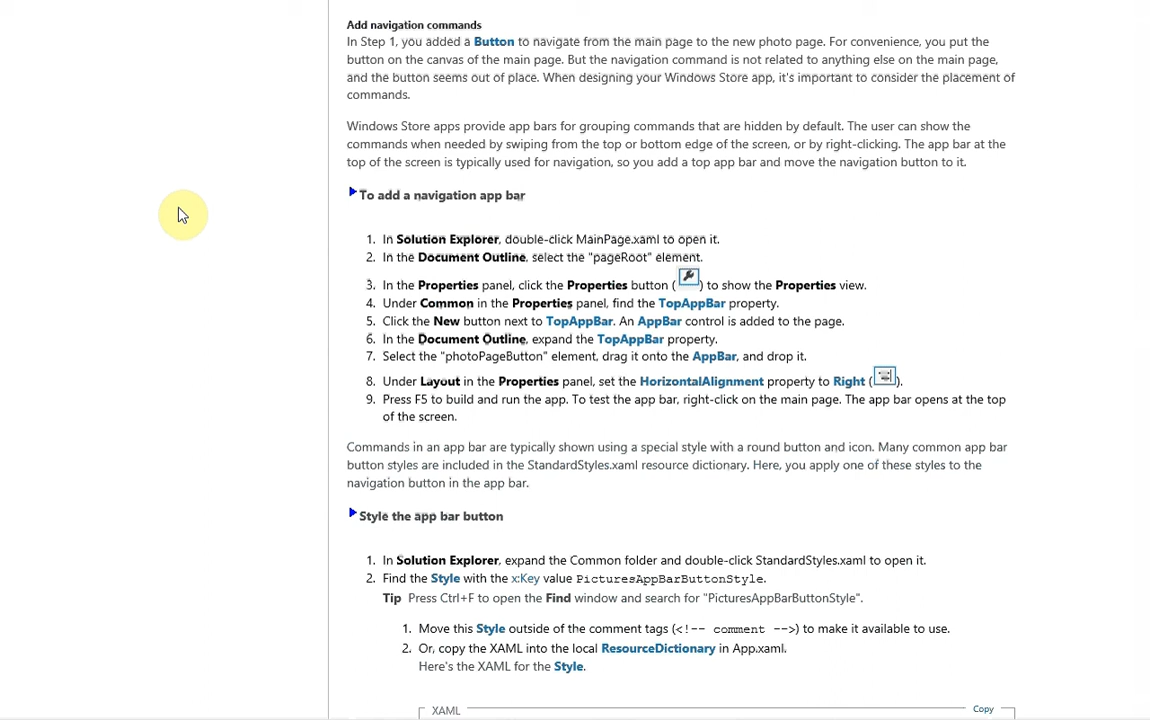 Add navigation commands
In Step 1, you added a Button to navigate from the main page to the new photo page. For convenience, you put the
button on the canvas of the main page. But the navigation command is not related to anything else on the main page,
and the button seems out of place. When designing your Windows Store app, it's important to consider the placement of
commands.
Windows Store apps provide app bars for grouping commands that are hidden by default. The user can show the
commands when needed by swiping from the top or bottom edge of the screen, or by right-clicking. The app bar at the
top of the screen is typically used for navigation, so you add a top app bar and move the navigation button to it.
To add a navigation app bar
1. In Solution Explorer, double-click MainPage.xaml to open it.
2. In the Document Outline, select the "pageRoot" element.
3. In the Properties panel, click the Properties button ( ) to show the Properties view.
4. Under Common in the Properties panel, find the TopAppBar property.
5. Click the New button next to TopAppBar. An AppBar control is added to the page.
6. In the Document Outline, expand the TopAppBar property.
7. Select the "photoPageButton" element, drag it onto the AppBar, and drop it.
8. Under Layout in the Properties panel, set the HorizontalAlignment property to Right ( ).
9. Press F5 to build and run the app. To test the app bar, right-click on the main page. The app bar opens at the top
of the screen.
Commands in an app bar are typically shown using a special style with a round button and icon. Many common app bar
button styles are included in the StandardStyles.xaml resource dictionary. Here, you apply one of these styles to the
navigation button in the app bar.
Style the app bar button
1. In Solution Explorer, expand the Common folder and double-click StandardStyles.xaml to open it.
2. Find the Style with the x:Key value PicturesAppBarButtonStyle.
Tip Press Ctrl+F to open the Find window and search for "PicturesAppBarButtonStyle".
1. Move this Style outside of the comment tags (<!-- comment -->) to make it available to use.
2. Or, copy the XAML into the local ResourceDictionary in App.xaml.
Here's the XAML for the Style.
XAML Copy